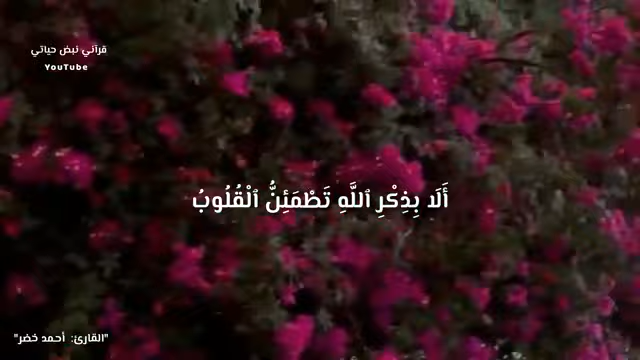 قرآني نبض حياتي
YouTube
أَلَا بِذِكْرِ ٱللَّهِ تَطْمَئِنُّ ٱلْقُلُوبُ
"القارئ: أحمد خضر"